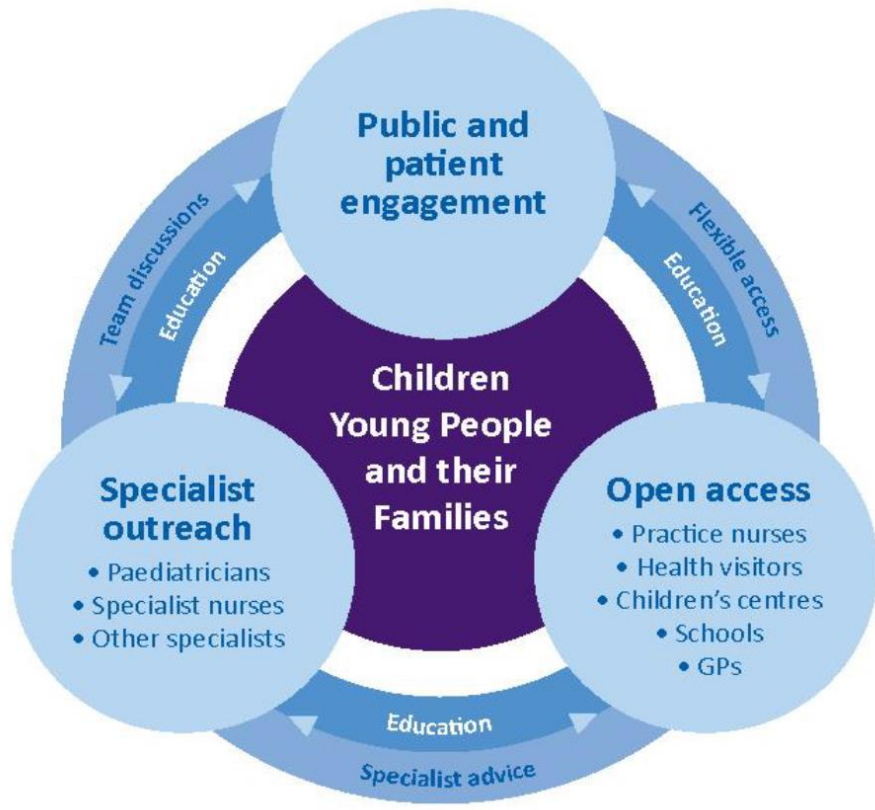 Public and
patient
engagement
Team discussions
Education
Flexible access
Education
Children
Young People
and their
Families
Specialist
outreach
• Paediatricians
• Specialist nurses
• Other specialists
Open access
• Practice nurses
• Health visitors
• Children's centres
• Schools
• GPs
Education
Specialist advice